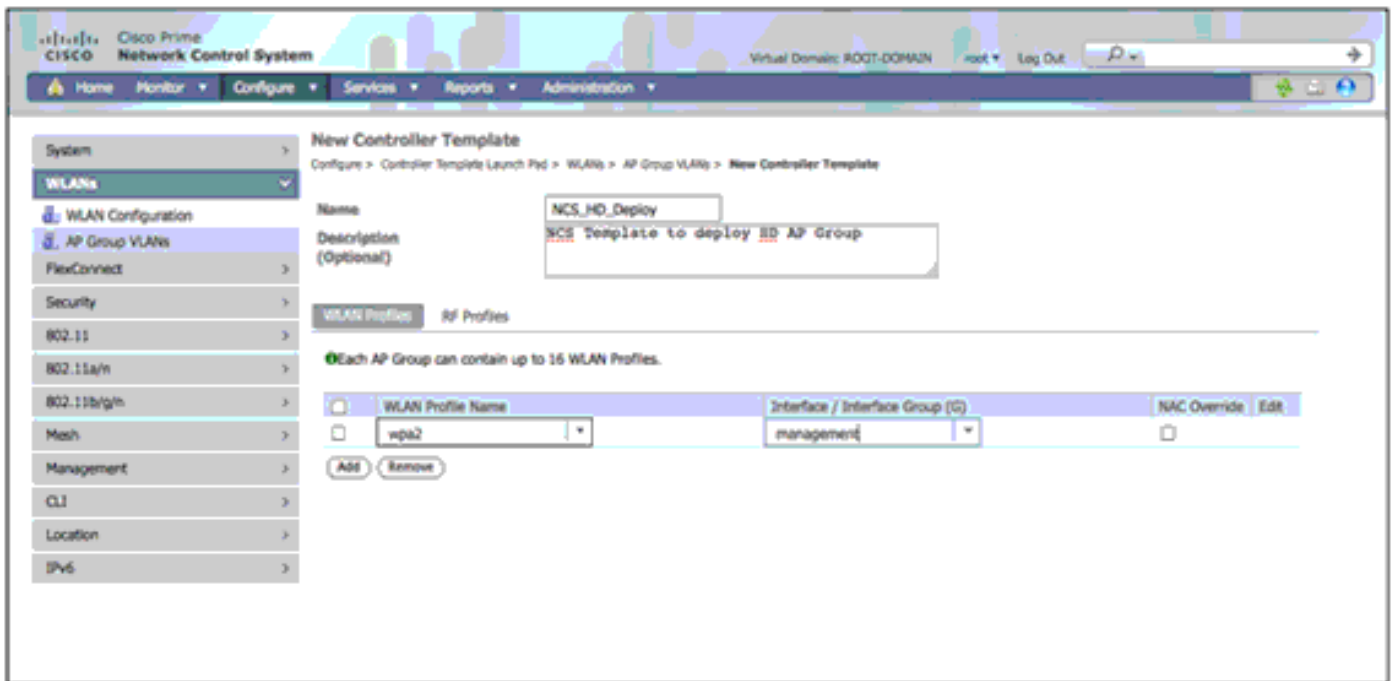 Cisco Prime
CISCO Network Control System
Virtual Domain: ROOT-DOMAIN root Log Out
Home Monitor Configure Services Reports Administration
System
WLANs
WLAN Configuration
AP Group VLANs
FlexConnect
Security
802.11
802.11a/n
802.11b/g/n
Mesh
Management
CLI
Location
IPv6
New Controller Template
Configure > Controller Template Launch Pad > WLANs > AP Group VLANs > New Controller Template
Name NCS_HD_Deploy
Description NCS Template to deploy HD AP Group
(Optional)
WLAN Profiles RF Profiles
Each AP Group can contain up to 16 WLAN Profiles.
WLAN Profile Name Interface / Interface Group (G) NAC Override Edit
wpa2 management
Add Remove